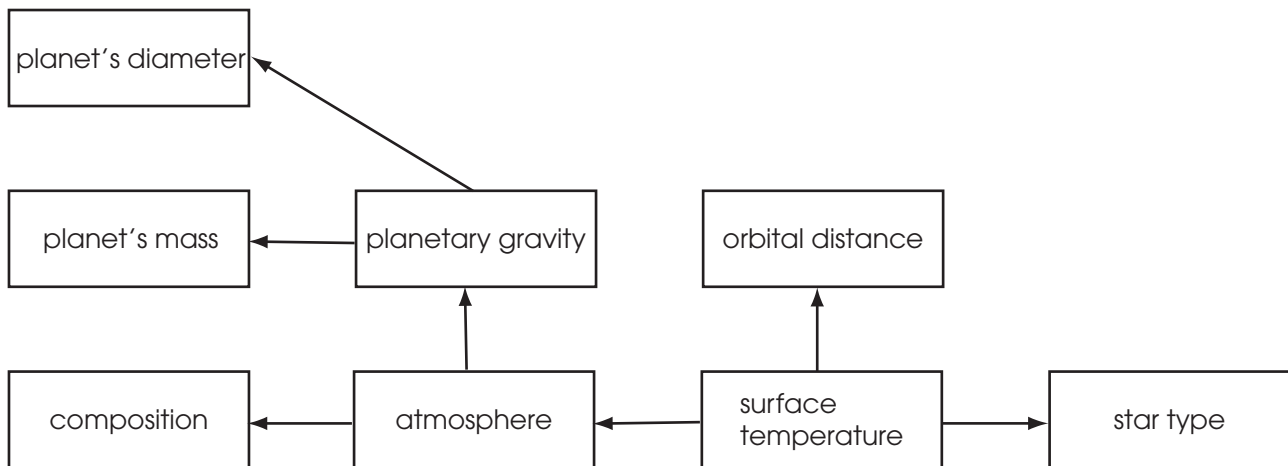 planet‘s diameter
planet‘s mass
planetary gravity
orbital distance
composition
atmosphere
surface
temperature
star type